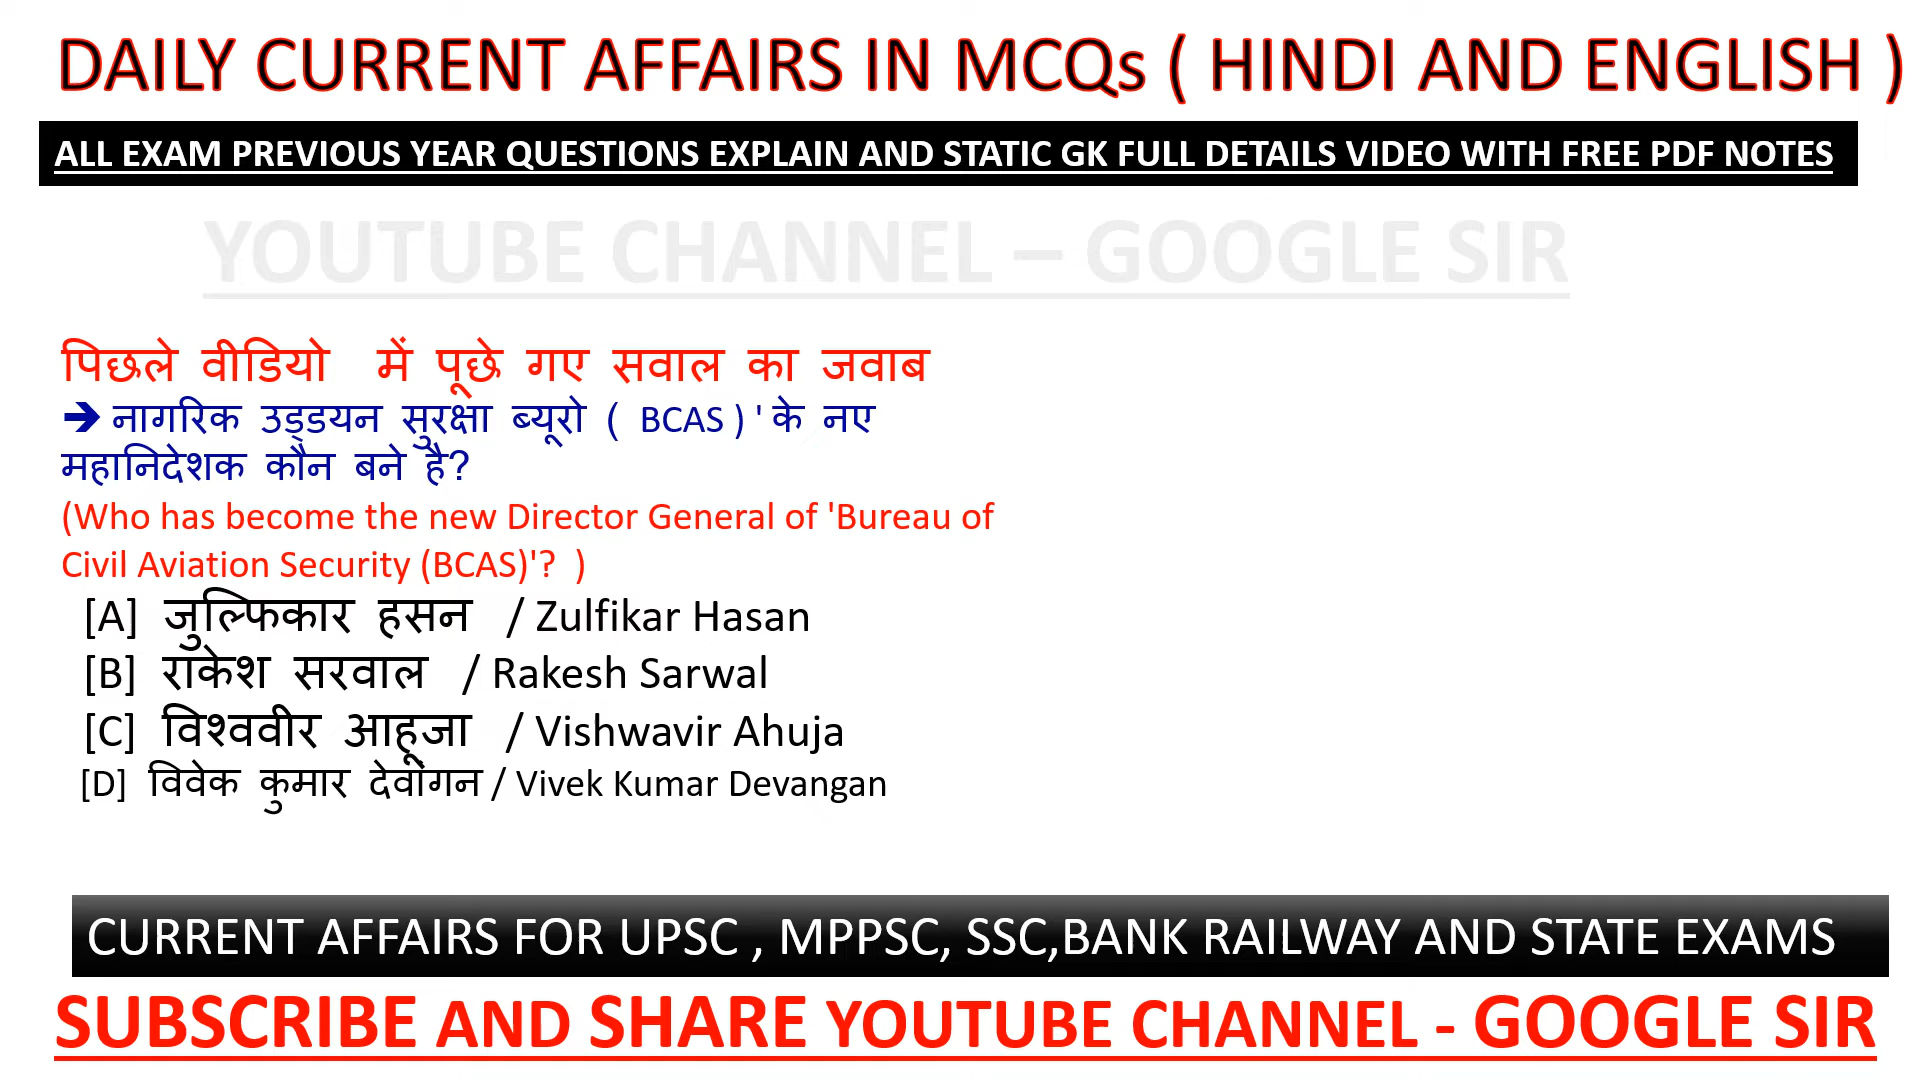 DAILY CURRENT AFFAIRS IN MCQs ( HINDI AND ENGLISH )
ALL EXAM PREVIOUS YEAR QUESTIONS EXPLAIN AND STATIC GK FULL DETAILS VIDEO WITH FREE PDF NOTES
YOUTUBE CHANNEL – GOOGLE SIR
पिछले वीडियो में पूछे गए सवाल का जवाब
➔ नागरिक उड्डयन सुरक्षा ब्यूरो ( BCAS ) ' के नए
महानिदेशक कौन बने है?
(Who has become the new Director General of 'Bureau of
Civil Aviation Security (BCAS)'? )
[A] जुल्फिकार हसन / Zulfikar Hasan
[B] राकेश सरवाल / Rakesh Sarwal
[C] विश्ववीर आहूजा / Vishwavir Ahuja
[D] विवेक कुमार देवांगन / Vivek Kumar Devangan
CURRENT AFFAIRS FOR UPSC , MPPSC, SSC,BANK RAILWAY AND STATE EXAMS
SUBSCRIBE AND SHARE YOUTUBE CHANNEL - GOOGLE SIR